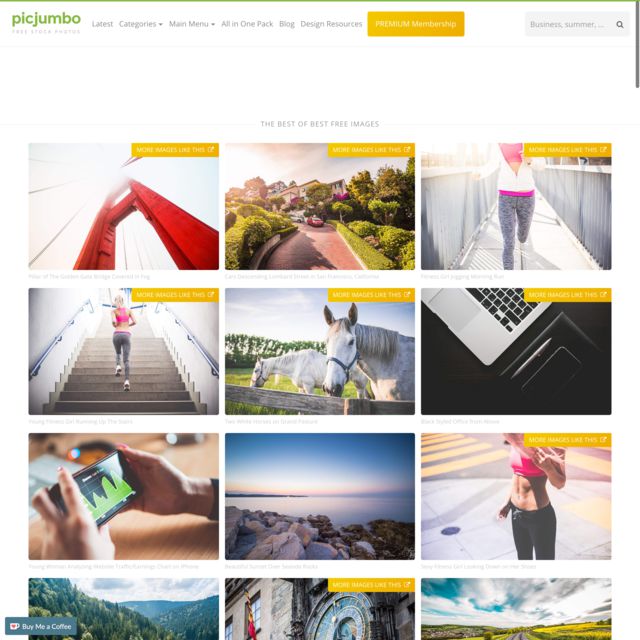 picjumbo
FREE STOCK PHOTOS
Latest
Categories
Main Menu
All in One Pack
Blog
Design Resources
PREMIUM Membership
Business, summer, ...
THE BEST OF BEST FREE IMAGES
MORE IMAGES LIKE THIS
MORE IMAGES LIKE THIS
MORE IMAGES LIKE THIS
Pillar of The Golden Gate Bridge Covered in Fog
Cars Descending Lombard Street in San Francisco, California
Fitness Girl Jogging Morning Run
MORE IMAGES LIKE THIS
MORE IMAGES LIKE THIS
MORE IMAGES LIKE THIS
Young Fitness Girl Running Up The Stairs
Two White Horses on Grand Pasture
Black Styled Office from Above
MORE IMAGES LIKE THIS
Young Woman Analyzing Website Traffic/Earnings Chart on iPhone
Beautiful Sunset Over Seaside Rocks
Sexy Fitness Girl Looking Down on Her Shoes
MORE IMAGES LIKE THIS
Buy Me a Coffee